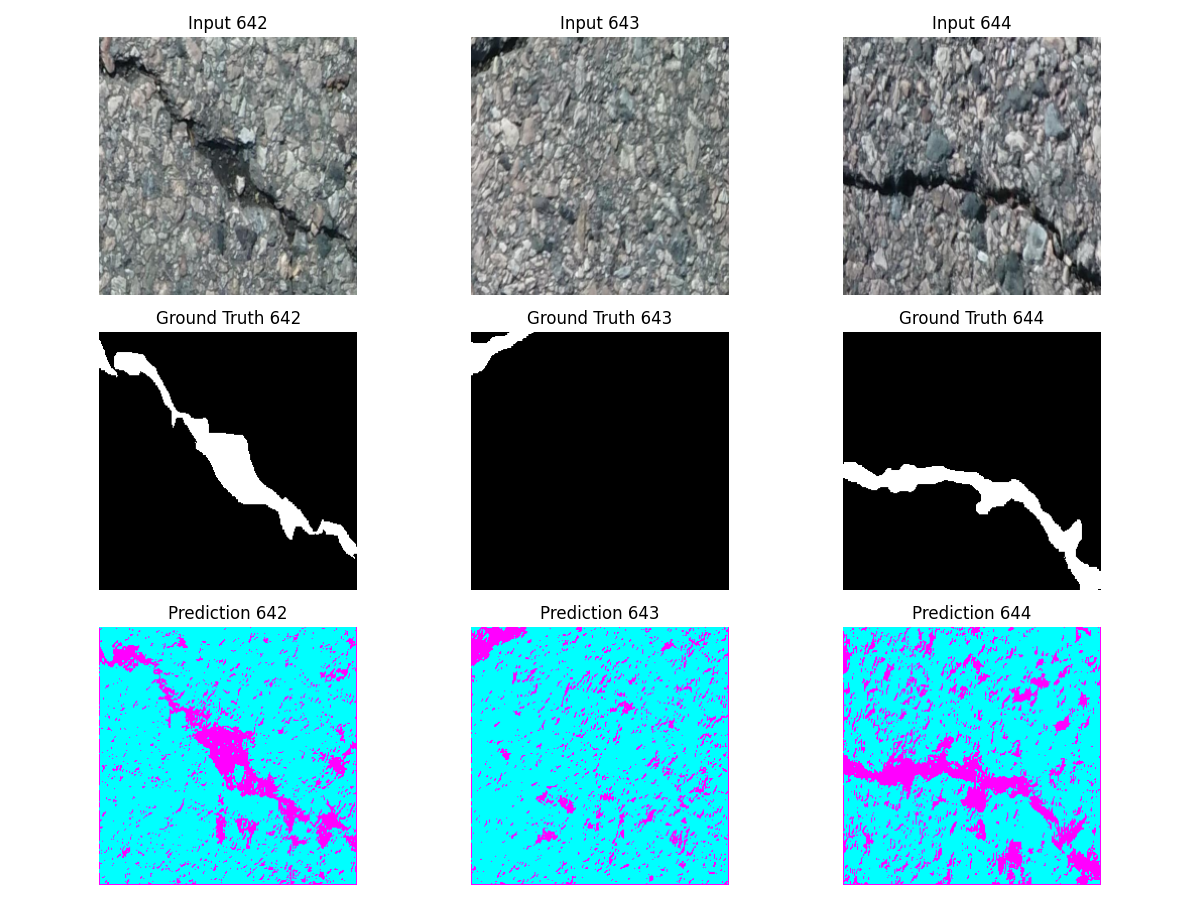 Input 642
Input 643
Input 644
Ground Truth 642
Ground Truth 643
Ground Truth 644
Prediction 642
Prediction 643
Prediction 644